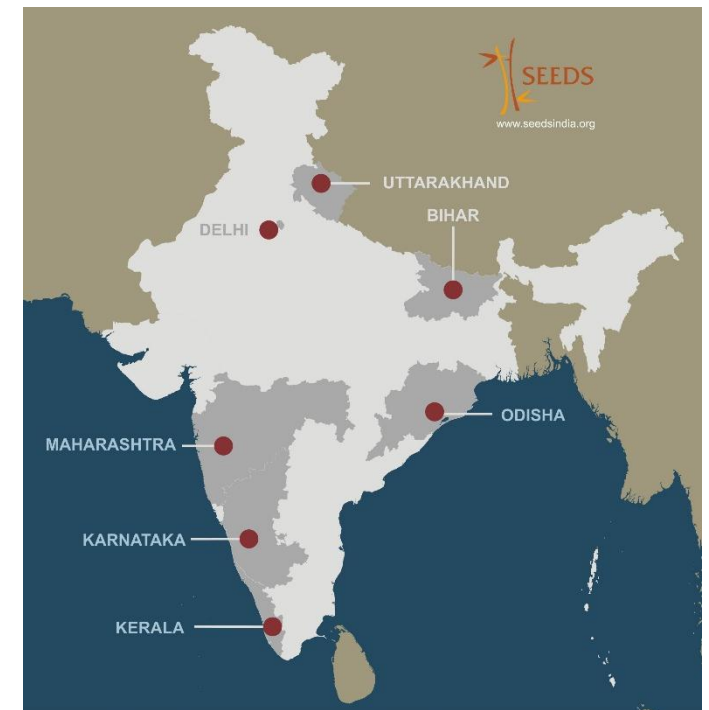 SEEDS
www.seedsindia.org
UTTARAKHAND
BIHAR
DELHI
ODISHA
MAHARASHTRA
KARNATAKA
KERALA